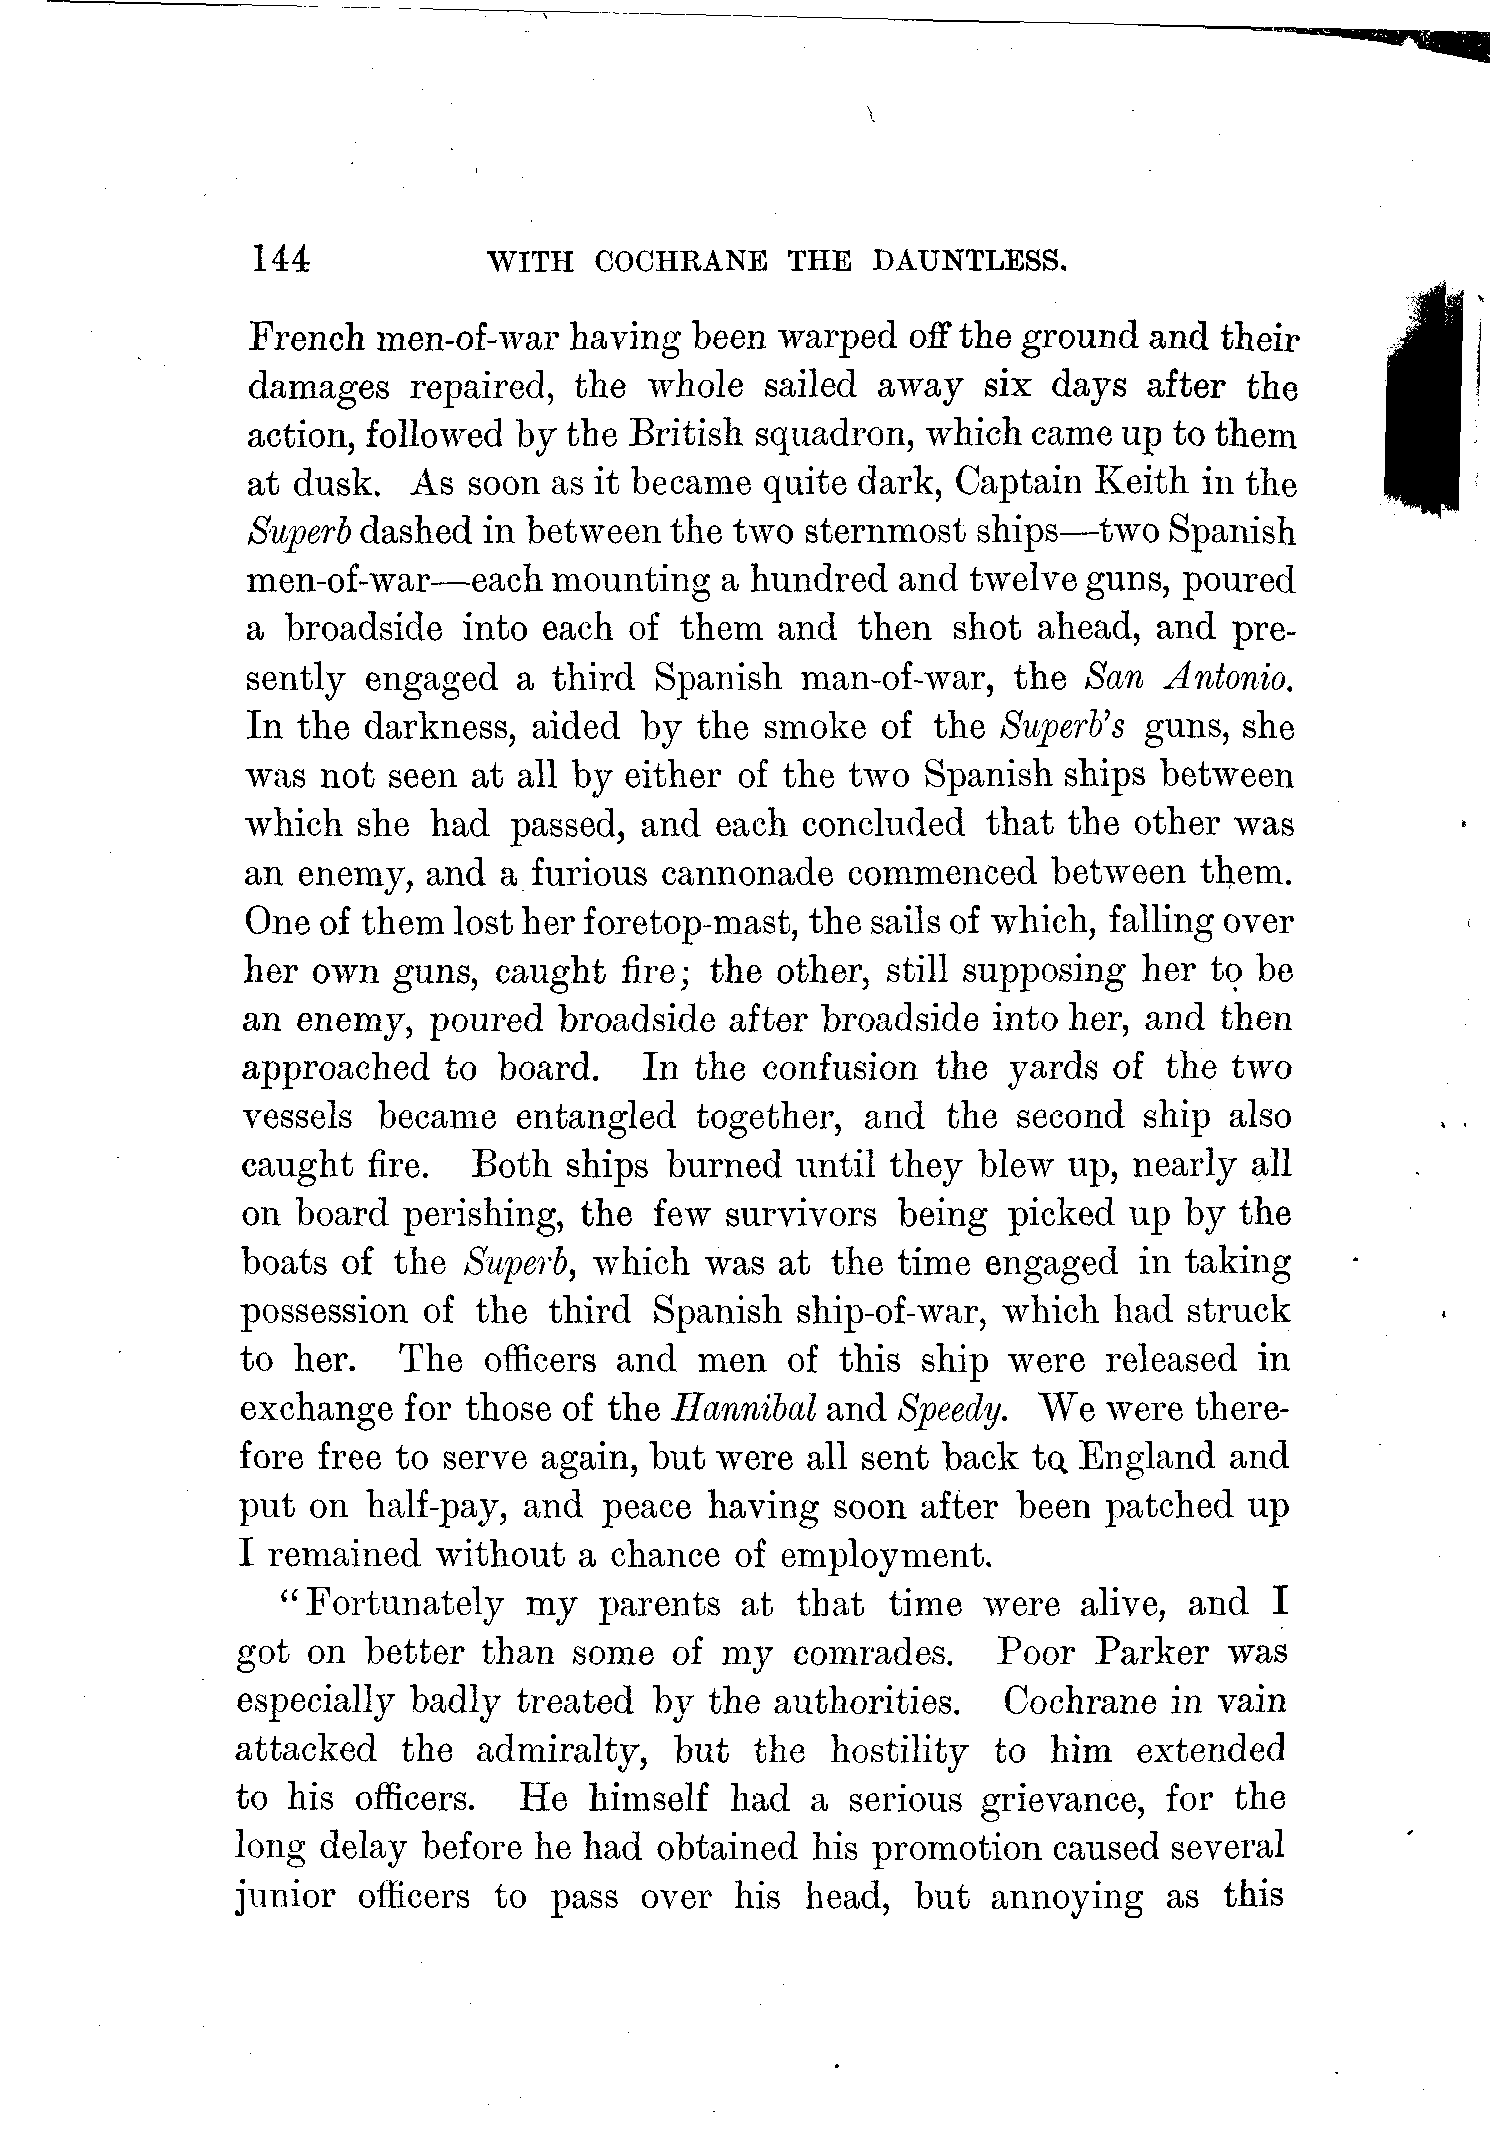 144 WITH COCHRANE THE DAUNTLESS.
French men-of-war having been warped off the ground and their
damages repaired, the whole sailed away six days after the
action, followed by the British squadron, which came up to them
at dusk. As soon as it became quite dark, Captain Keith in the
Superb dashed in between the two sternmost ships—two Spanish
men-of-war—each mounting a hundred and twelve guns, poured
a broadside into each of them and then shot ahead, and pre-
sently engaged a third Spanish man-of-war, the San Antonio.
In the darkness, aided by the smoke of the Superb's guns, she
was not seen at all by either of the two Spanish ships between
which she had passed, and each concluded that the other was
an enemy, and a furious cannonade commenced between them.
One of them lost her foretop-mast, the sails of which, falling over
her own guns, caught fire; the other, still supposing her to be
an enemy, poured broadside after broadside into her, and then
approached to board. In the confusion the yards of the two
vessels became entangled together, and the second ship also
caught fire. Both ships burned until they blew up, nearly all
on board perishing, the few survivors being picked up by the
boats of the Superb, which was at the time engaged in taking
possession of the third Spanish ship-of-war, which had struck
to her. The officers and men of this ship were released in
exchange for those of the Hannibal and Speedy. We were there-
fore free to serve again, but were all sent back to England and
put on half-pay, and peace having soon after been patched up
I remained without a chance of employment.
"Fortunately my parents at that time were alive, and I
got on better than some of my comrades. Poor Parker was
especially badly treated by the authorities. Cochrane in vain
attacked the admiralty, but the hostility to him extended
to his officers. He himself had a serious grievance, for the
long delay before he had obtained his promotion caused several
junior officers to pass over his head, but annoying as this